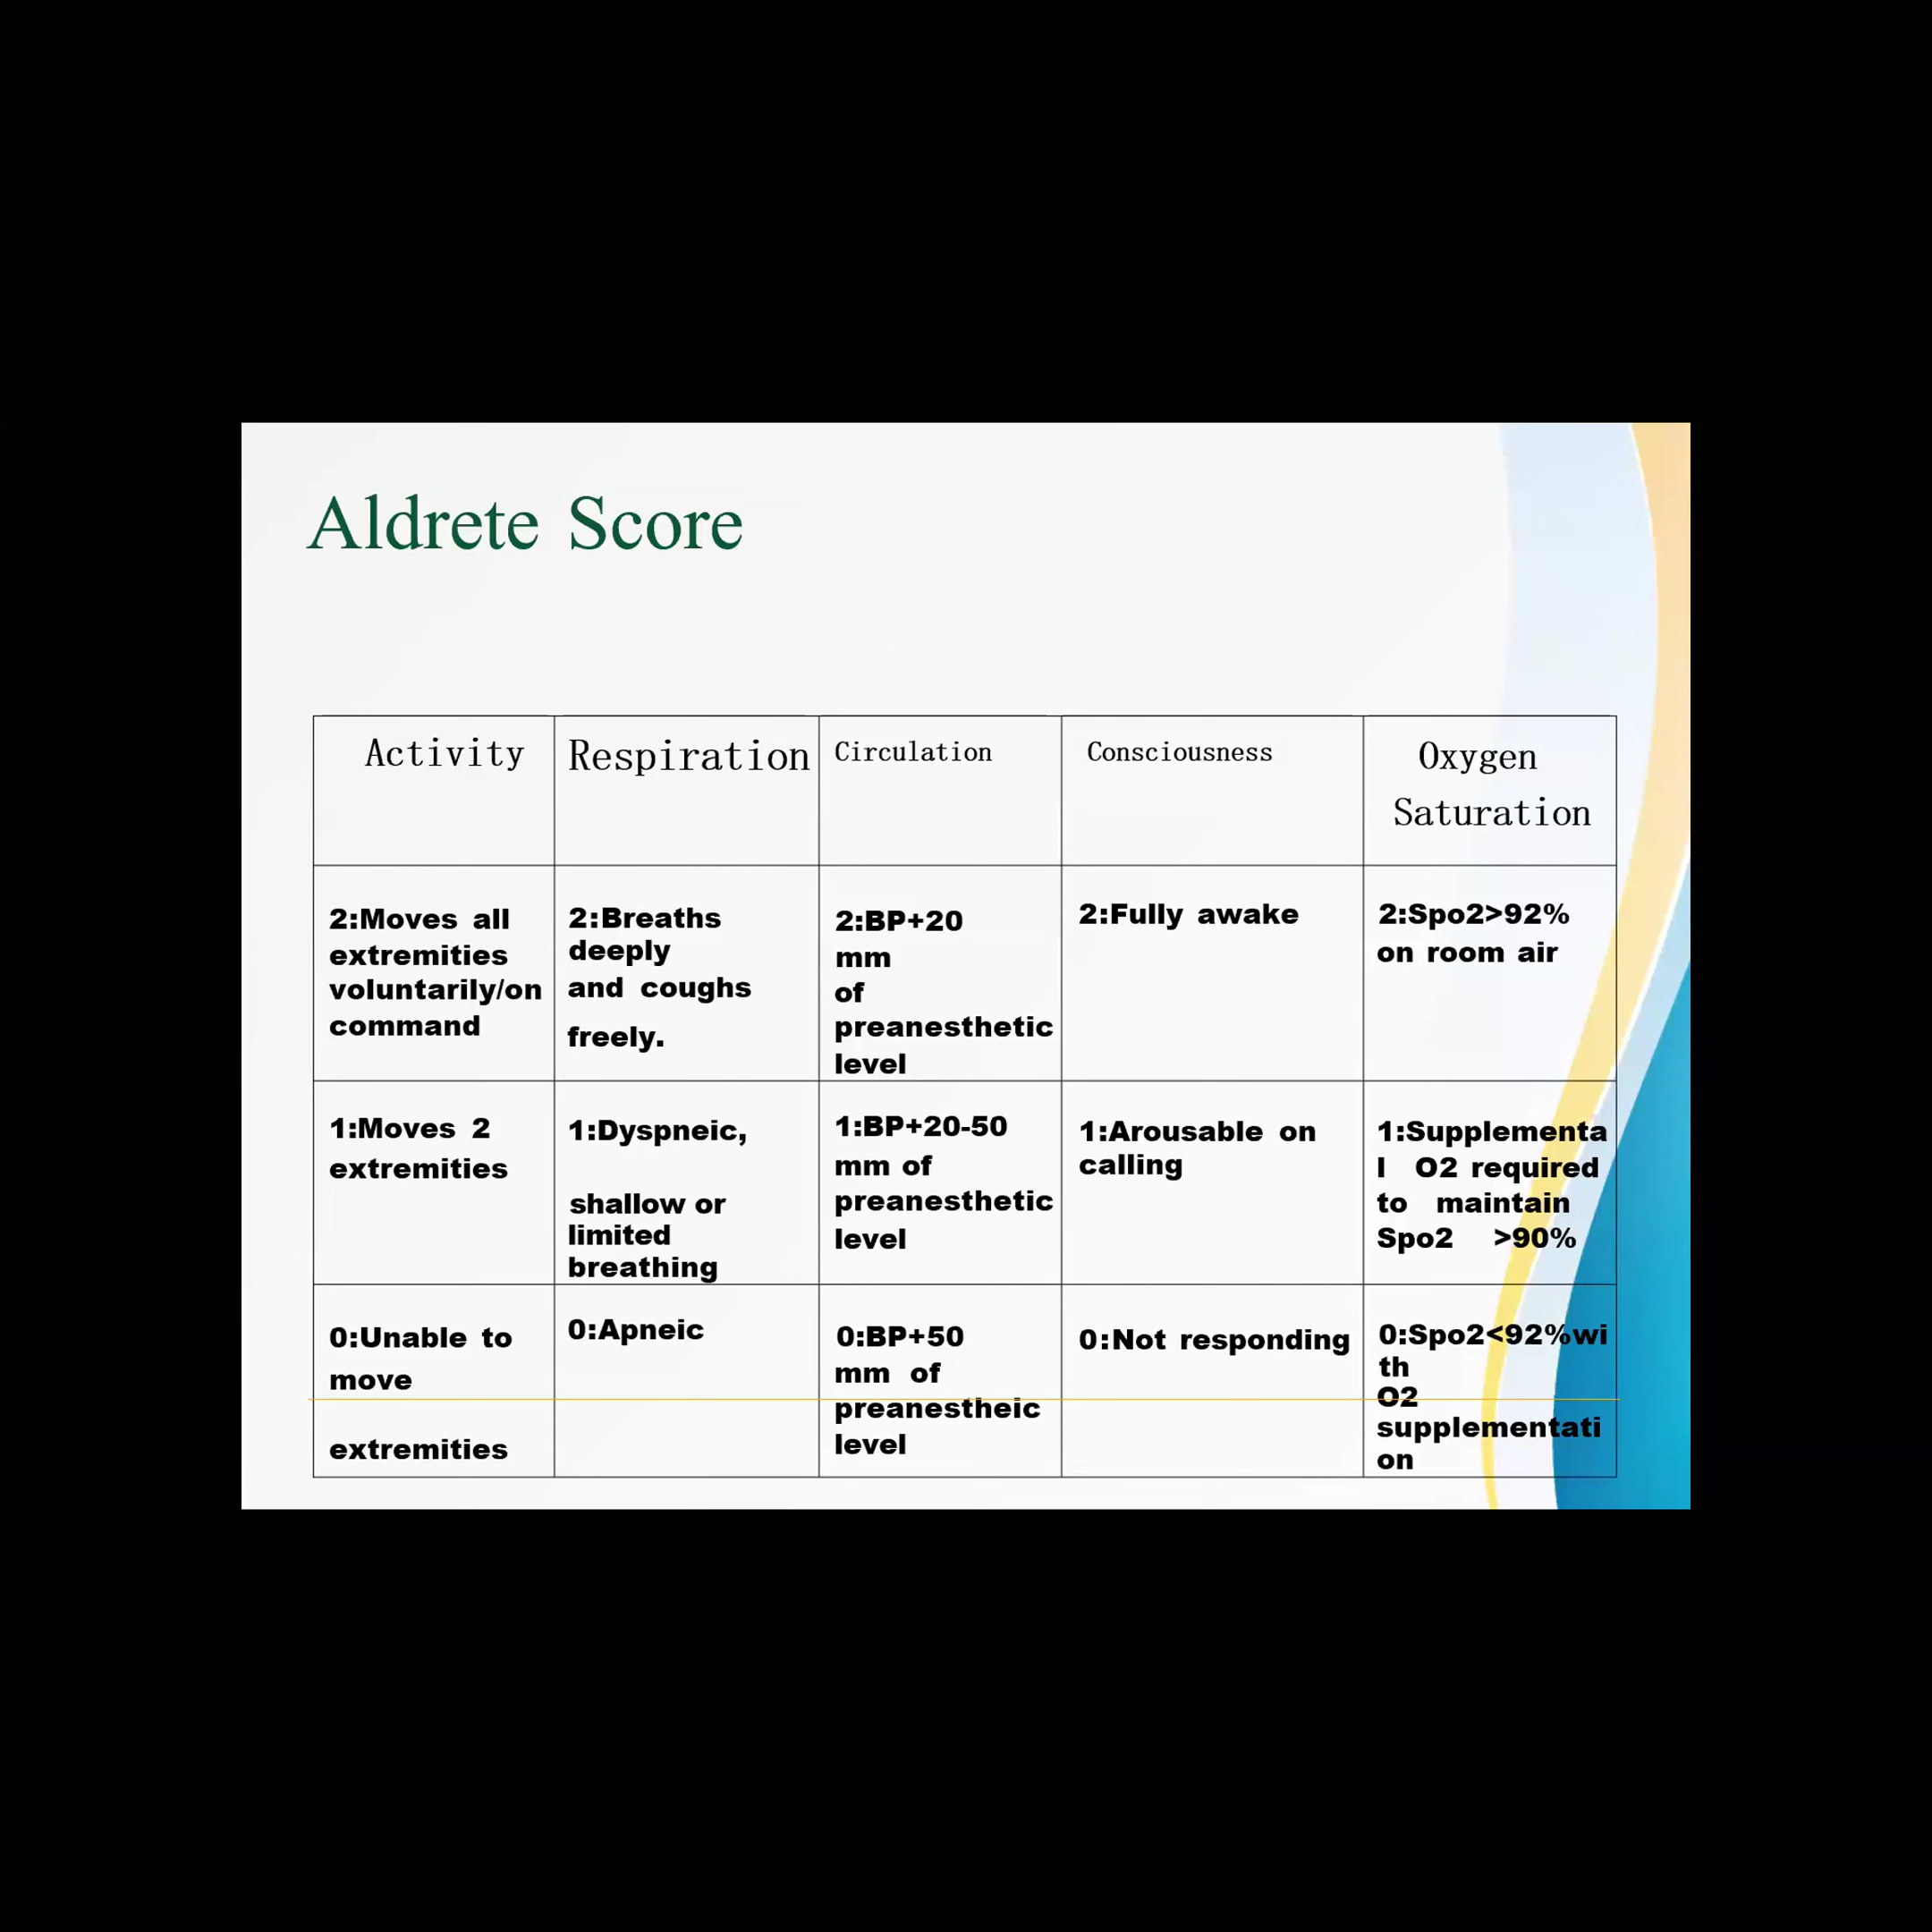 Aldrete Score
Activity
Respiration
Circulation
Consciousness
Oxygen
Saturation
2:Moves all
extremities
voluntarily/on
command
2:Breaths
deeply
and coughs
freely.
2:BP+20
mm
of
preanesthetic
level
2:Fully awake
2:Spo2>92%
on room air
1:Moves 2
extremities
1:Dyspneic,
shallow or
limited
breathing
1:BP+20-50
mm of
preanesthetic
level
1:Arousable on
calling
1:Supplementa
l O2 required
to maintain
Spo2 >90%
0:Unable to
move
extremities
0:Apneic
0:BP+50
mm of
preanestheic
level
0:Not responding
0:Spo2<92%wi
th
O2
supplementati
on